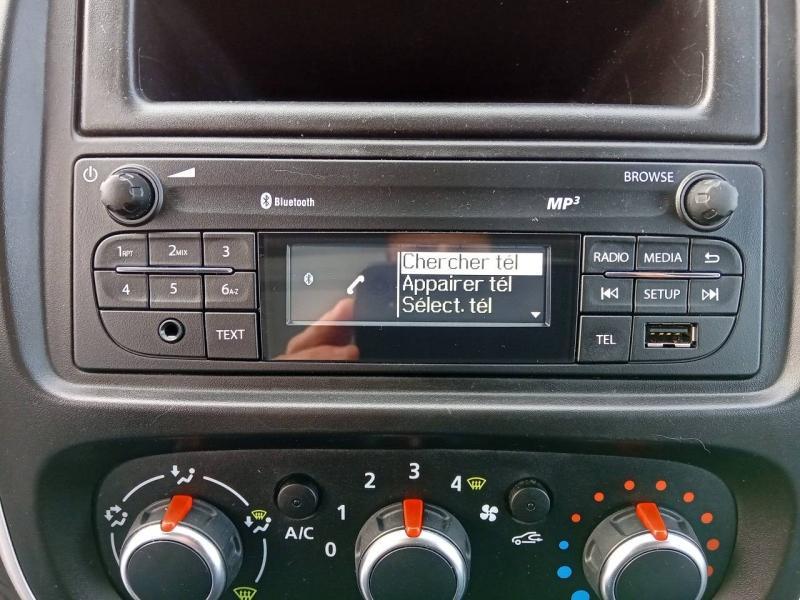 BROWSE
Bluetooth
MP3
1RPT 2MIX 3
4 5 6A-Z
TEXT
Chercher tél
Appairer tél
Sélect. tél
RADIO MEDIA
SETUP
TEL
A/C
0 1 2 3 4